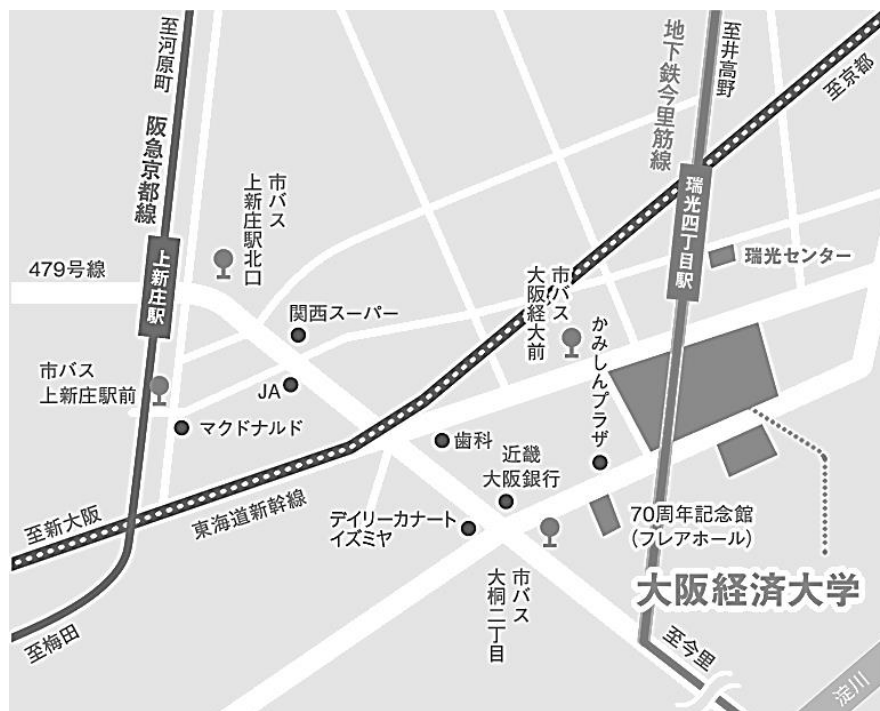 至河原町
阪急京都線
上新庄駅
市バス
上新庄駅北口
479号線
関西スーパー
市バス
上新庄駅前
JA
マクドナルド
地下鉄今里筋線
至井高野
至京都
瑞光四丁目駅
瑞光センター
市バス
大阪経大前
かみしんプラザ
歯科
近畿
大阪銀行
至新大阪
東海道新幹線
デイリーカナート
イズミヤ
70周年記念館
(フレアホール)
大阪経済大学
市バス
大桐二丁目
至梅田
至今里
淀川